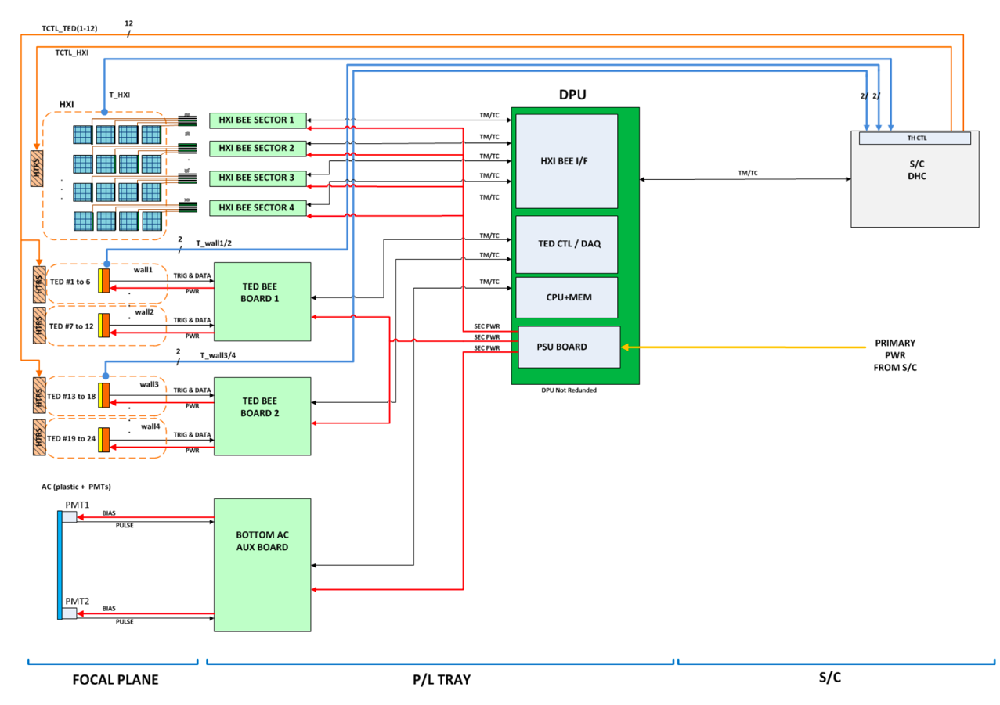 TCTL_TED(1-12)
12
TCTL_HXI
T_HXI
HXI
HTRS
HXI BEE SECTOR 1
HXI BEE SECTOR 2
HXI BEE SECTOR 3
HXI BEE SECTOR 4
TM/TC
TM/TC
TM/TC
TM/TC
TM/TC
DPU
HXI BEE I/F
TED CTL / DAQ
CPU+MEM
PSU BOARD
DPU Not Redunded
TM/TC
TM/TC
TM/TC
SEC PWR
SEC PWR
SEC PWR
TM/TC
2/
2/
TH CTL
S/C
DHC
PRIMARY
PWR
FROM S/C
2
T_wall1/2
HTRS
TED #1 to 6
wall1
TRIG & DATA
PWR
HTRS
TED #7 to 12
wall2
TRIG & DATA
PWR
TED BEE
BOARD 1
2
T_wall3/4
HTRS
TED #13 to 18
wall3
TRIG & DATA
PWR
HTRS
TED #19 to 24
wall4
TRIG & DATA
PWR
TED BEE
BOARD 2
AC (plastic + PMTs)
PMT1
BIAS
PULSE
PMT2
BIAS
PULSE
BOTTOM AC
AUX BOARD
FOCAL PLANE
P/L TRAY
S/C